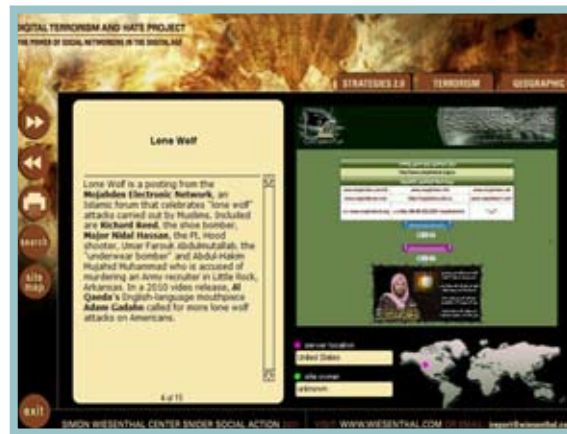 DIGITAL TERRORISM AND HATE PROJECT
THE POWER OF SOCIAL NETWORKING IN THE DIGITAL AGE
STRATEGIES 2.0
TERRORISM
GEOGRAPHIC
Lone Wolf
Lone Wolf is a posting from the
Mojahden Electronic Network, an
Islamic forum that celebrates "lone wolf"
attacks carried out by Muslims. Included
are Richard Reed, the shoe bomber,
Major Nidal Hassan, the Ft. Hood
shooter, Umar Farouk Abdulmutallab, the
"underwear bomber" and Abdul-Hakim
Mujahid Muhammad who is accused of
murdering an Army recruiter in Little Rock,
Arkansas. In a 2010 video release, Al
Qaeda's English-language mouthpiece
Adam Gadahn called for more lone wolf
attacks on Americans.
4 of 15
search
site
map
exit
server location
United States
site owner
unknown
SIMON WIESENTHAL CENTER SNIDER SOCIAL ACTION
VISIT WWW.WIESENTHAL.COM OR EMAIL